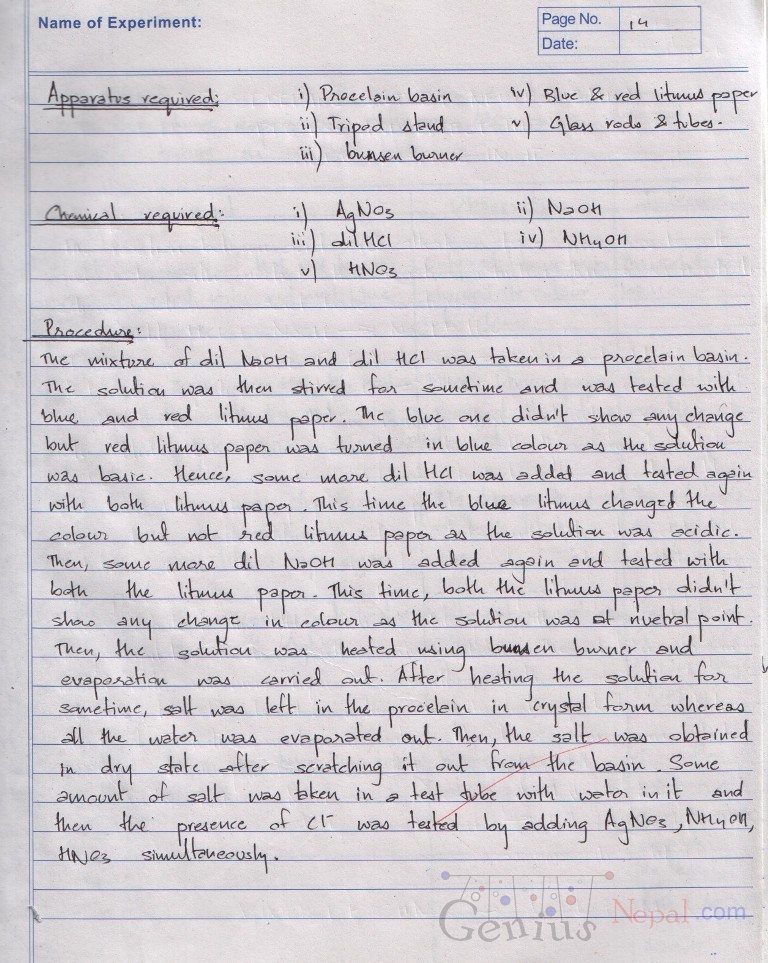 Name of Experiment:
Page No. 14
Date:
Apparatus required:
i) Procelain basin
iv) Blue & red litmus paper
ii) Tripod stand
v) Glass rods & tubes.
iii) bunsen burner
Chemical required:
i) AgNO3
ii) NaOH
iii) dil HCl
iv) NH4OH
v) HNO3
Procedure:
The mixture of dil NaOH and dil HCl was taken in a procelain basin.
The solution was then stirred for sometime and was tested with
blue and red litmus paper. The blue one didn't show any change
but red litmus paper was turned in blue colour as the solution
was basic. Hence, some more dil HCl was added and tested again
with both litmus paper. This time the blue litmus changed the
colour but not red litmus paper as the solution was acidic.
Then, some more dil NaOH was added again and tested with
both the litmus paper. This time, both the litmus paper didn't
show any change in colour as the solution was at nuetral point.
Then, the solution was heated using bunsen burner and
evaporation was carried out. After heating the solution for
sometime, salt was left in the procelain in crystal form whereas
all the water was evaporated out. Then, the salt was obtained
in dry state after scratching it out from the basin. Some
amount of salt was taken in a test tube with water in it and
then the presence of Cl- was tested by adding AgNO3, NH4OH,
HNO3 simultaneously.
Genius Nepal.com